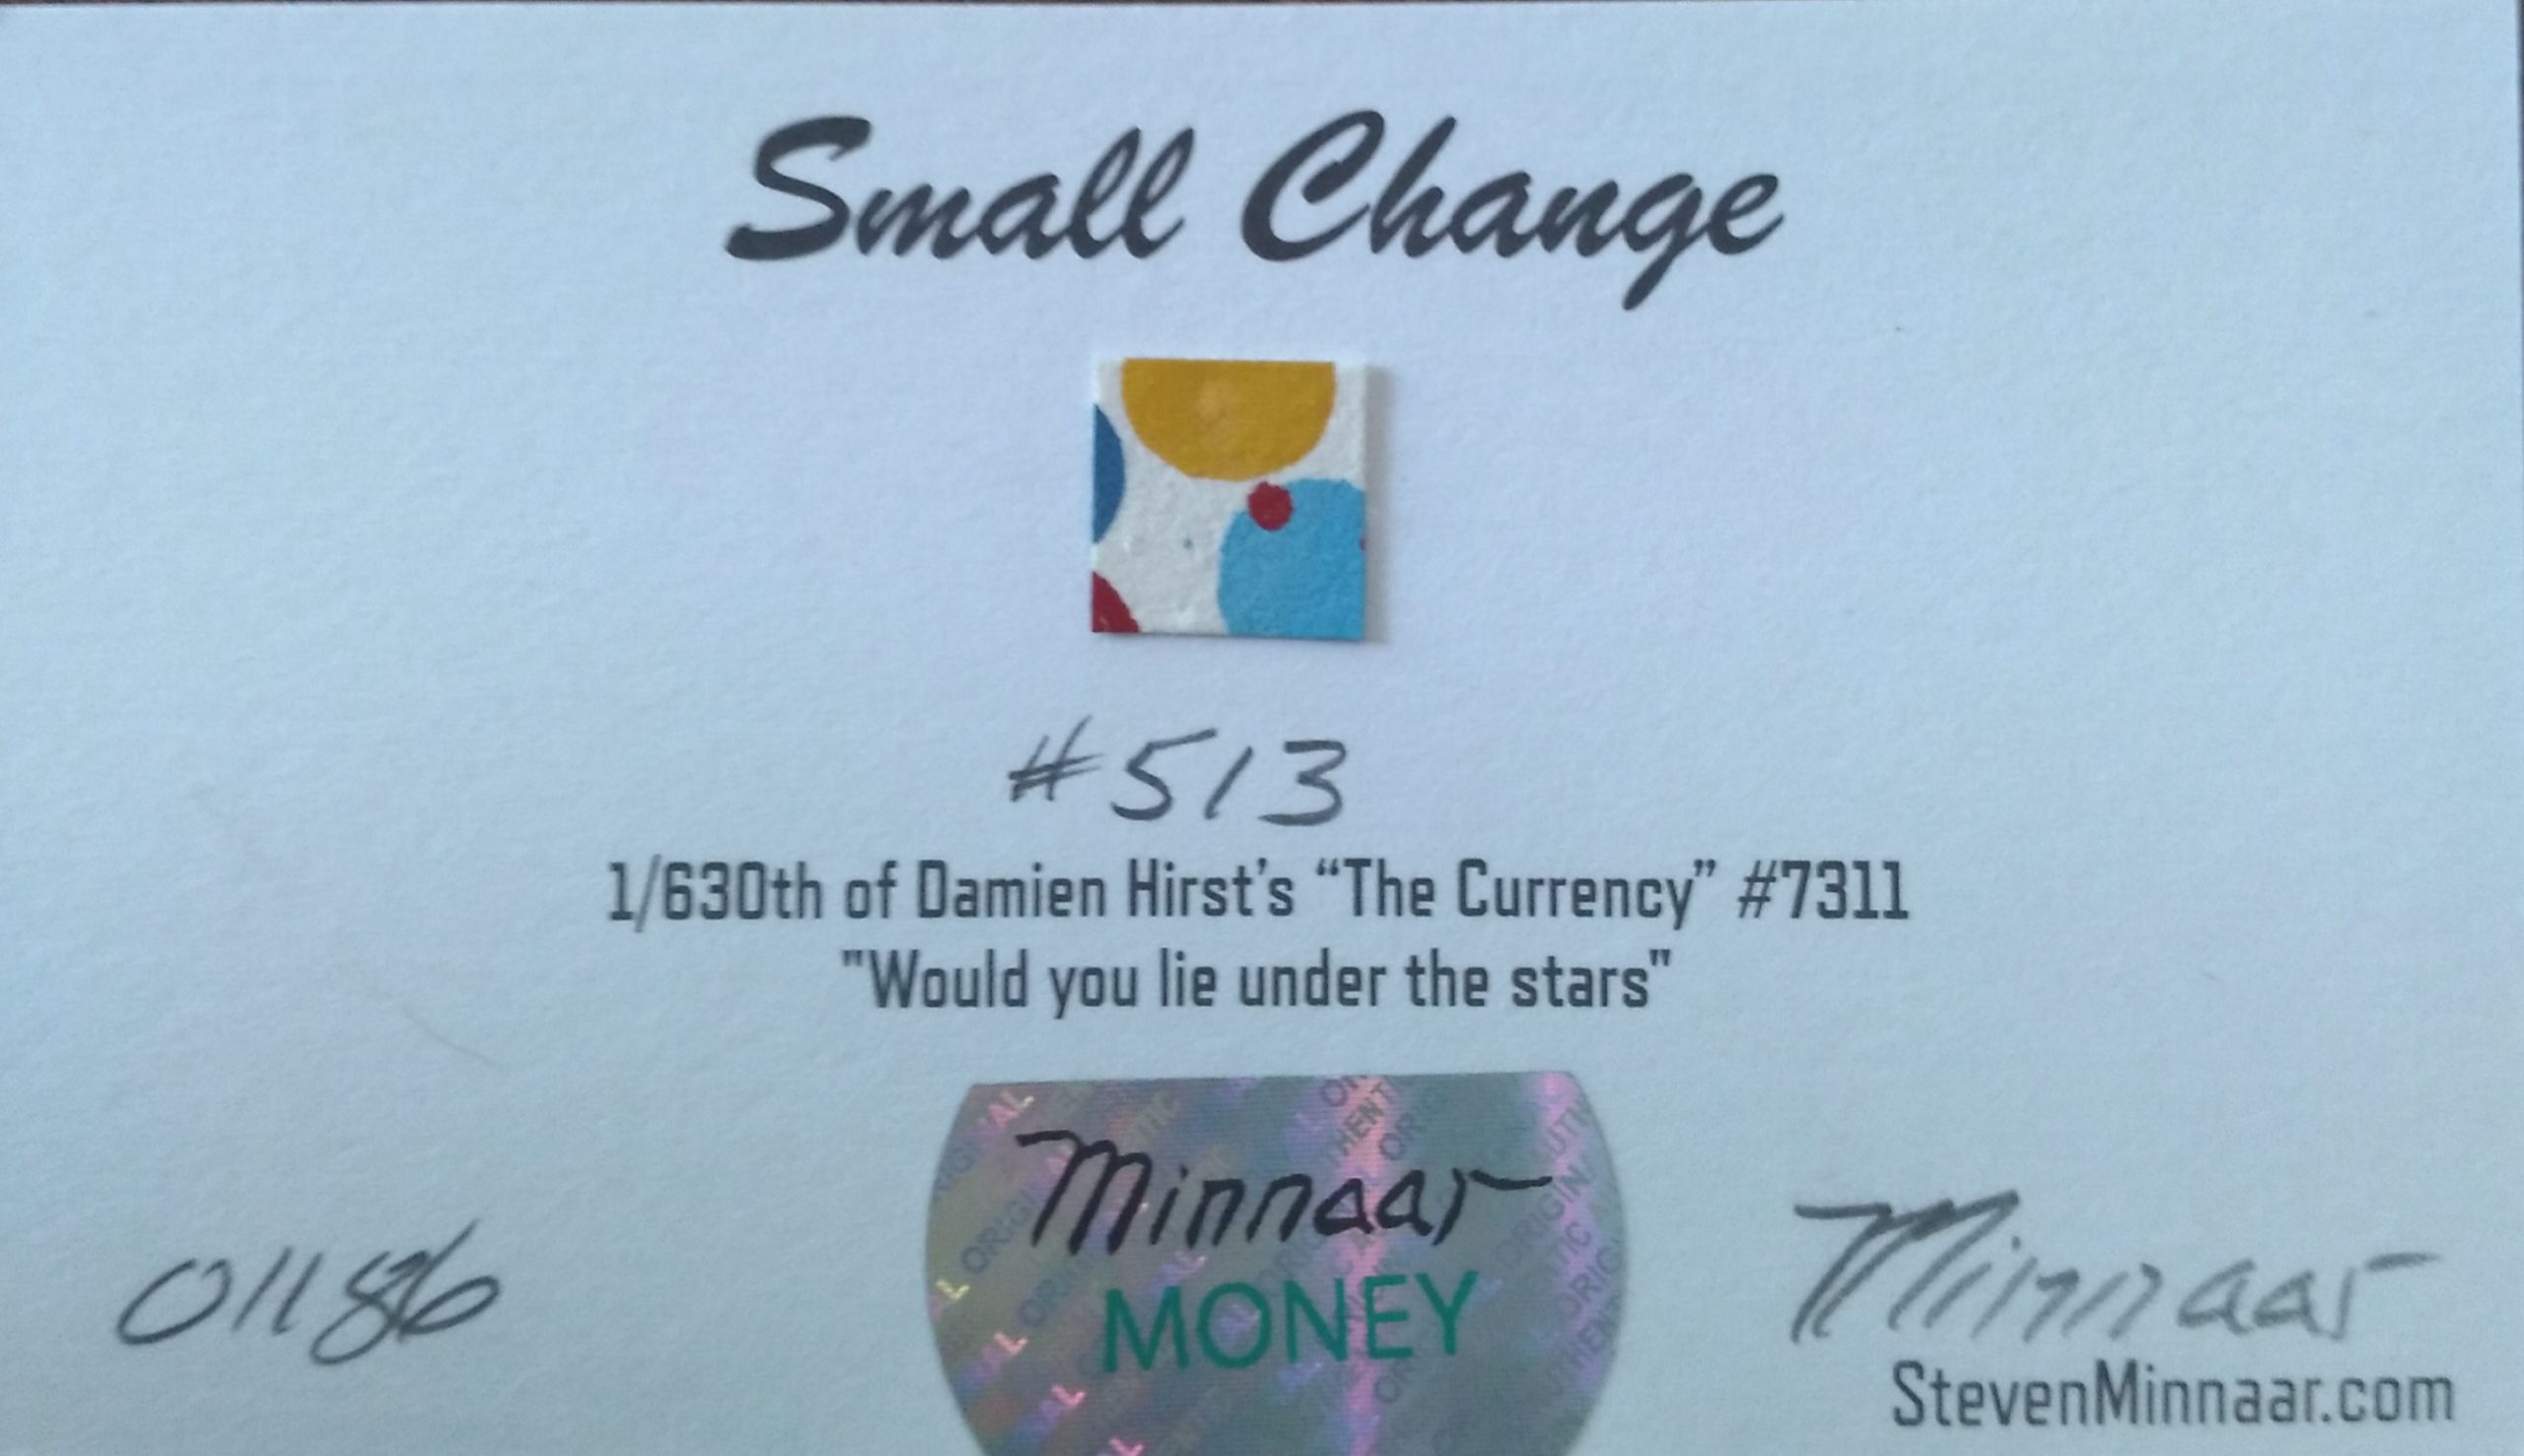 Small Change
#513
1/630th of Damien Hirst's “The Currency” #7311
"Would you lie under the stars"
Minnaar
MONEY
01186
Minnaar
StevenMinnaar.com